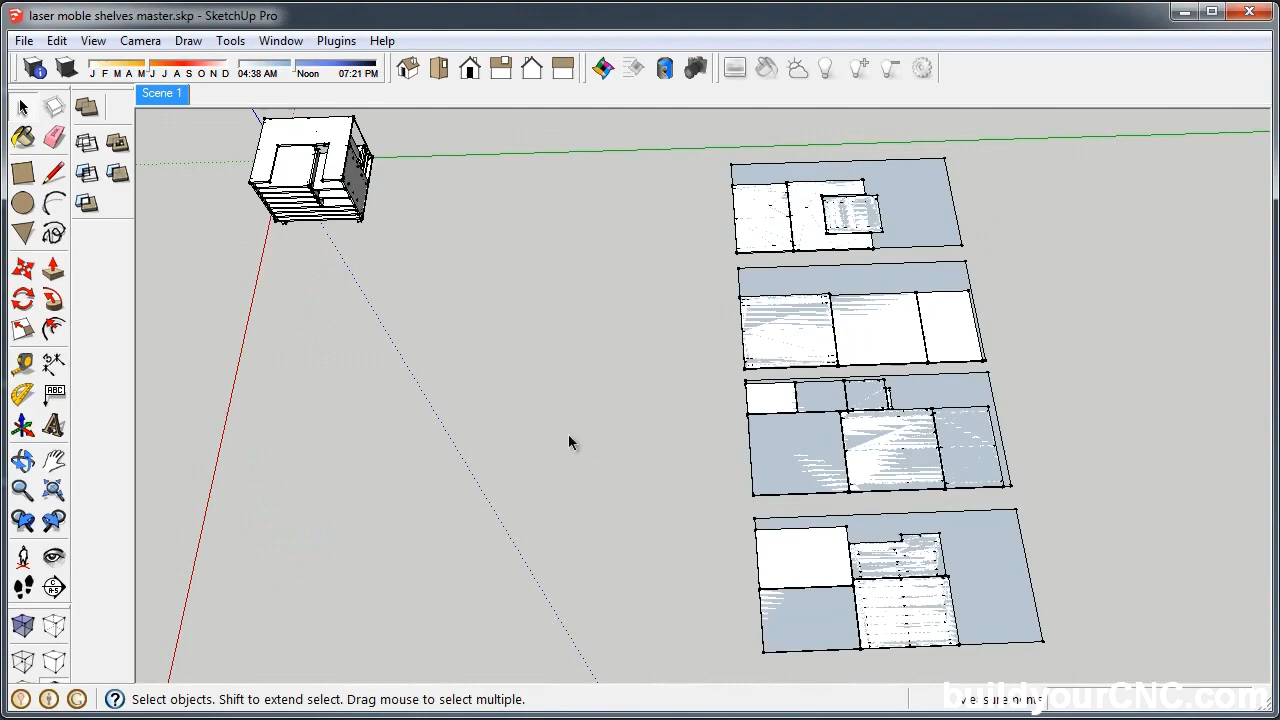 laser moble shelves master.skp - SketchUp Pro
File Edit View Camera Draw Tools Window Plugins Help
J F M A M J J A S O N D 04:38 AM Noon 07:21 PM
Scene 1
ABC
Select objects. Shift to extend select. Drag mouse to select multiple.
buildyourCNC.com